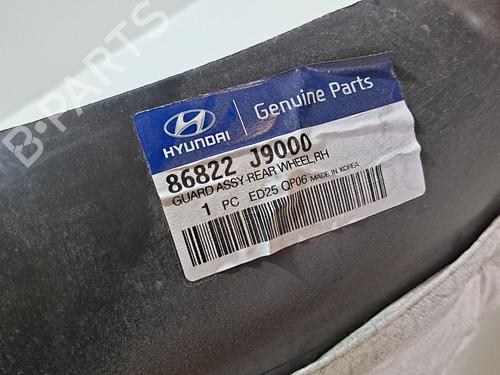 B-PARTS
HYUNDAI
Genuine Parts
86822 J9000
GUARD ASSY-REAR WHEEL,RH
1 PC ED25 QP06 MADE IN KOREA